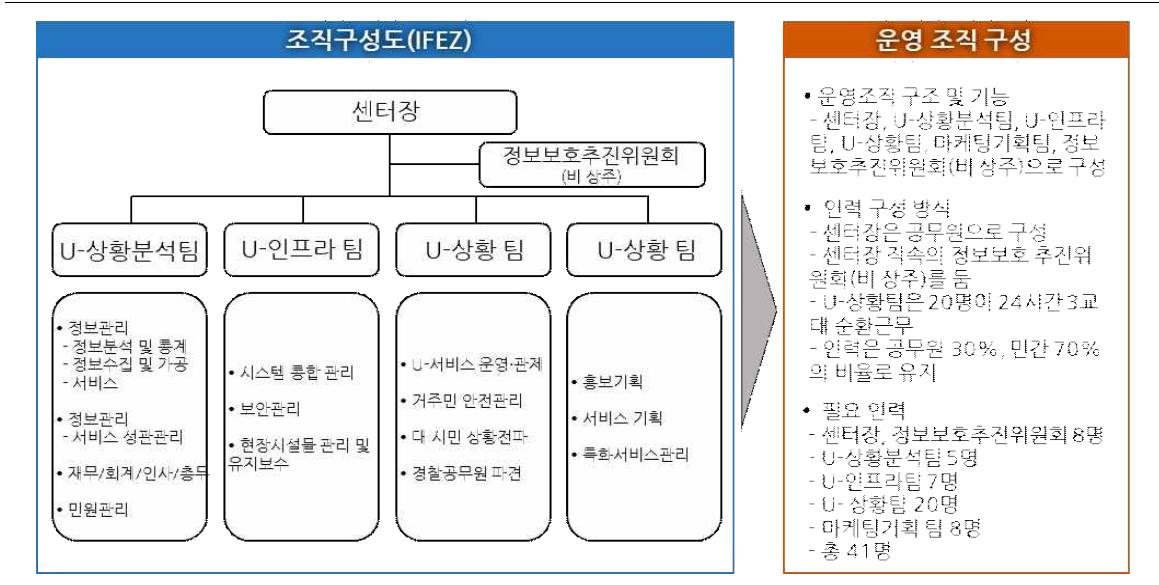 조직구성도(IFEZ)
센터장
정보보호추진위원회
(비 상주)
U-상황분석팀
U-인프라 팀
U-상황 팀
U-상황 팀
• 정보관리
- 정보분석 및 통계
- 정보수집 및 가공
- 서비스
• 정보관리
- 서비스 성관관리
• 재무/회계/인사/총무
• 민원관리
• 시스템 통합 관리
• 보안관리
• 현장시설물 관리 및
유지보수
• U-서비스 운영·관제
• 거주민 안전관리
• 대 시민 상황전파
• 경찰공무원 파견
• 홍보기획
• 서비스 기획
• 특화서비스관리
운영 조직 구성
• 운영조직 구조 및 기능
- 센터장, U-상황분석팀, U-인프라
팀, U-상황팀, 마케팅기획팀, 정보
보호추진위원회(비 상주)으로 구성
• 인력 구성 방식
- 센터장은 공무원으로 구성
- 센터장 직속의 정보보호 추진위
원회(비 상주)를 둠
- U-상황팀은 20명이 24시간 3교
대 순환근무
- 인력은 공무원 30%, 민간 70%
의 비율로 유지
• 필요 인력
- 센터장, 정보보호추진위원회 8명
- U-상황분석팀 5명
- U-인프라팀 7명
- U- 상황팀 20명
- 마케팅기획 팀 8명
- 총 41명